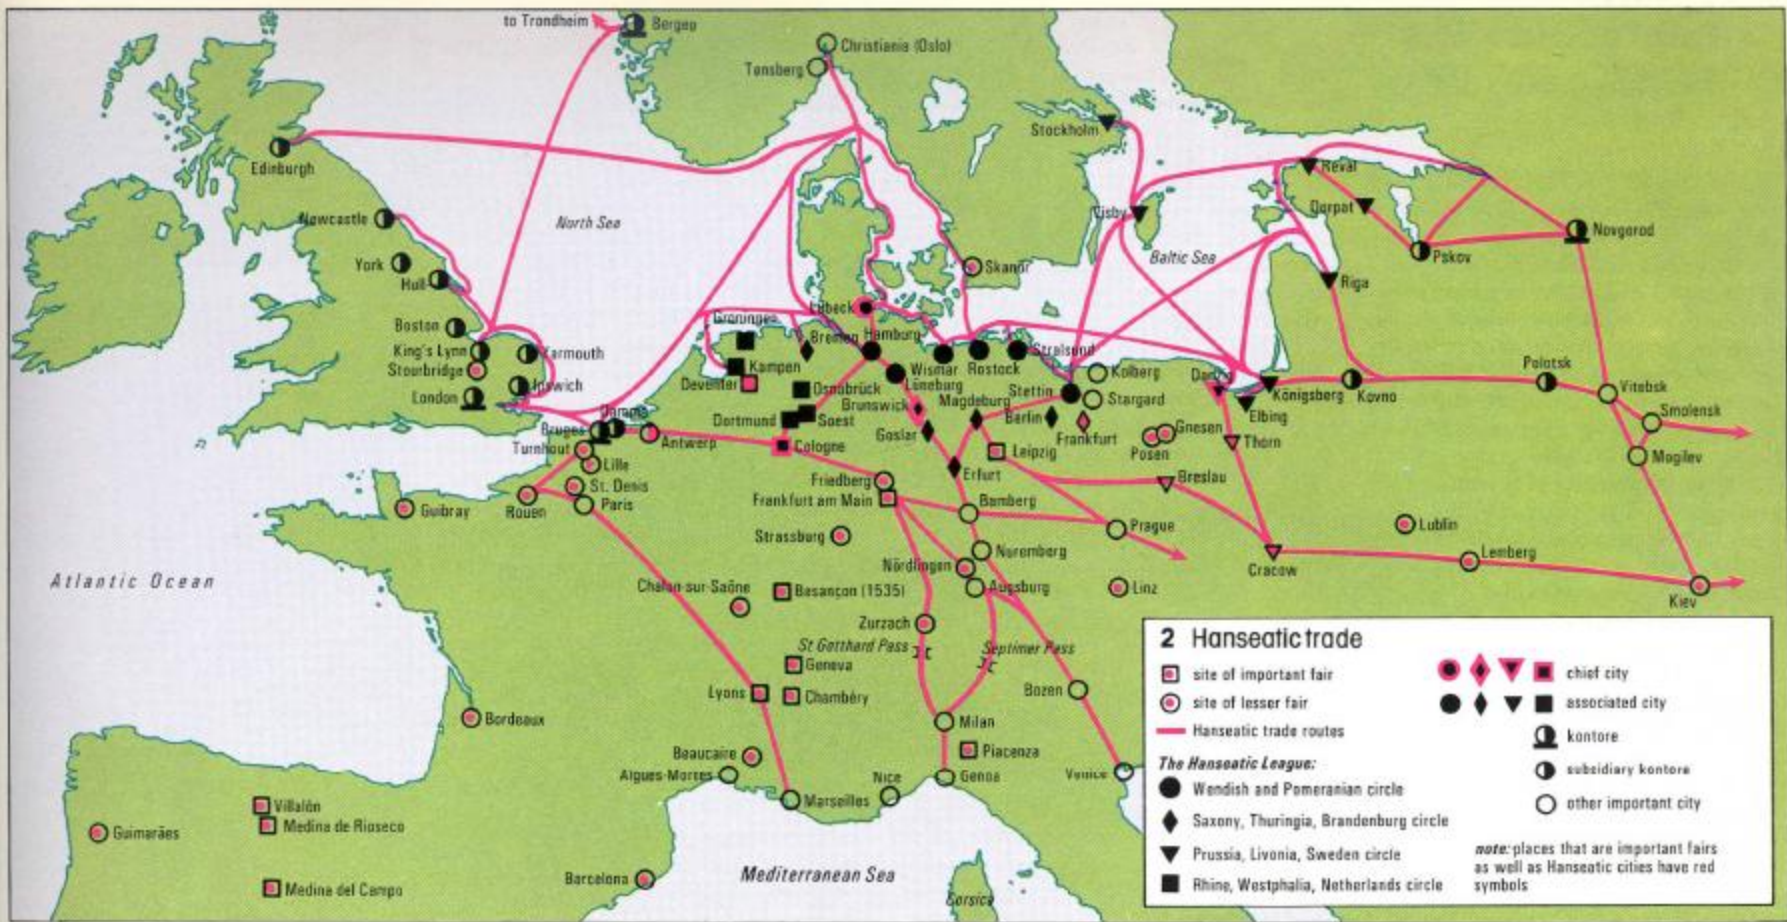 to Trondheim
Bergen
Christiania (Oslo)
Tønsberg
Stockholm
Edinburgh
Reval
Newcastle
North Sea
Visby
Dorpat
Novgorod
York
Baltic Sea
Pskov
Hull
Skanör
Riga
Lübeck
Groningen
Boston
Bremen
Hamburg
King's Lynn
Yarmouth
Stralsund
Stourbridge
Kampen
Wismar
Rostock
Kolberg
Danzig
Polotsk
Deventer
Osnabrück
Lüneburg
Stettin
Königsberg
Kovno
Vitebsk
Ipswich
London
Brunswick
Magdeburg
Stargard
Elbing
Smolensk
Damme
Dortmund
Soest
Berlin
Bruges
Goslar
Frankfurt
Gnesen
Antwerp
Cologne
Posen
Thorn
Turnhout
Leipzig
Mogilev
Lille
Friedberg
Erfurt
Breslau
St. Denis
Frankfurt am Main
Guibray
Rouen
Paris
Bamberg
Prague
Lublin
Strassburg
Nuremberg
Lemberg
Nördlingen
Cracow
Atlantic Ocean
Chalon-sur-Saône
Besançon (1535)
Augsburg
Linz
Kiev
Zurzach
St Gotthard Pass
Septimer Pass
Geneva
Lyons
Chambéry
Bozen
Bordeaux
Milan
Beaucaire
Piacenza
Aigues-Mortes
Nice
Genoa
Venice
Marseilles
Villalón
Medina de Rioseco
Guimarães
Medina del Campo
Barcelona
Mediterranean Sea
Corsica
2 Hanseatic trade
site of important fair
site of lesser fair
Hanseatic trade routes
The Hanseatic League:
Wendish and Pomeranian circle
Saxony, Thuringia, Brandenburg circle
Prussia, Livonia, Sweden circle
Rhine, Westphalia, Netherlands circle
chief city
associated city
kontore
subsidiary kontore
other important city
note: places that are important fairs
as well as Hanseatic cities have red
symbols